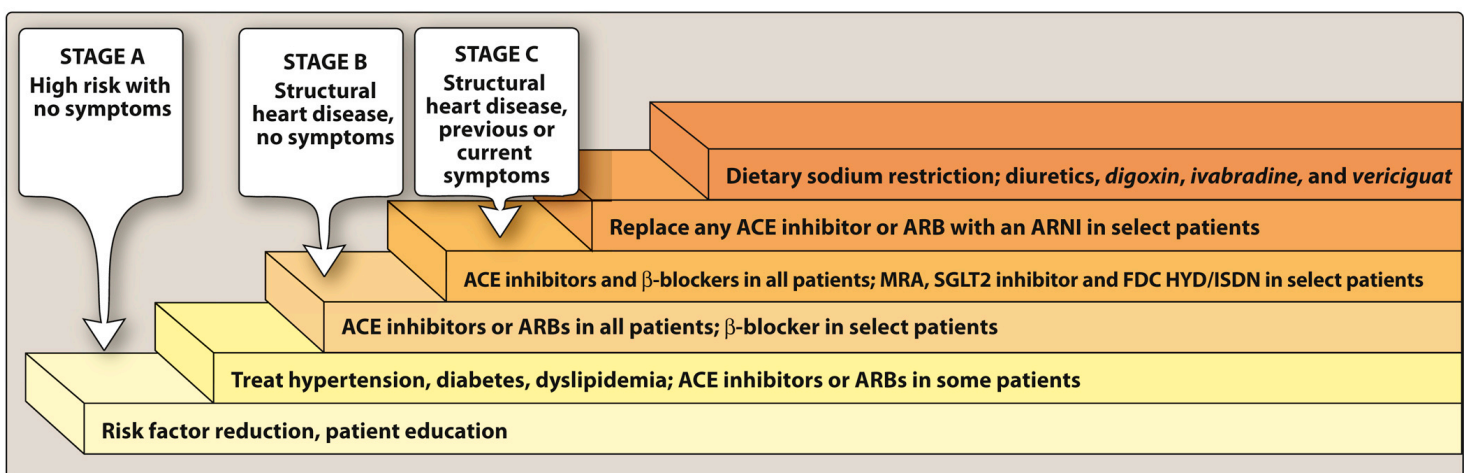 STAGE A
High risk with
no symptoms
STAGE B
Structural
heart disease,
no symptoms
STAGE C
Structural
heart disease,
previous or
current
symptoms
Dietary sodium restriction; diuretics, digoxin, ivabradine, and vericiguat
Replace any ACE inhibitor or ARB with an ARNI in select patients
ACE inhibitors and β-blockers in all patients; MRA, SGLT2 inhibitor and FDC HYD/ISDN in select patients
ACE inhibitors or ARBs in all patients; β-blocker in select patients
Treat hypertension, diabetes, dyslipidemia; ACE inhibitors or ARBs in some patients
Risk factor reduction, patient education